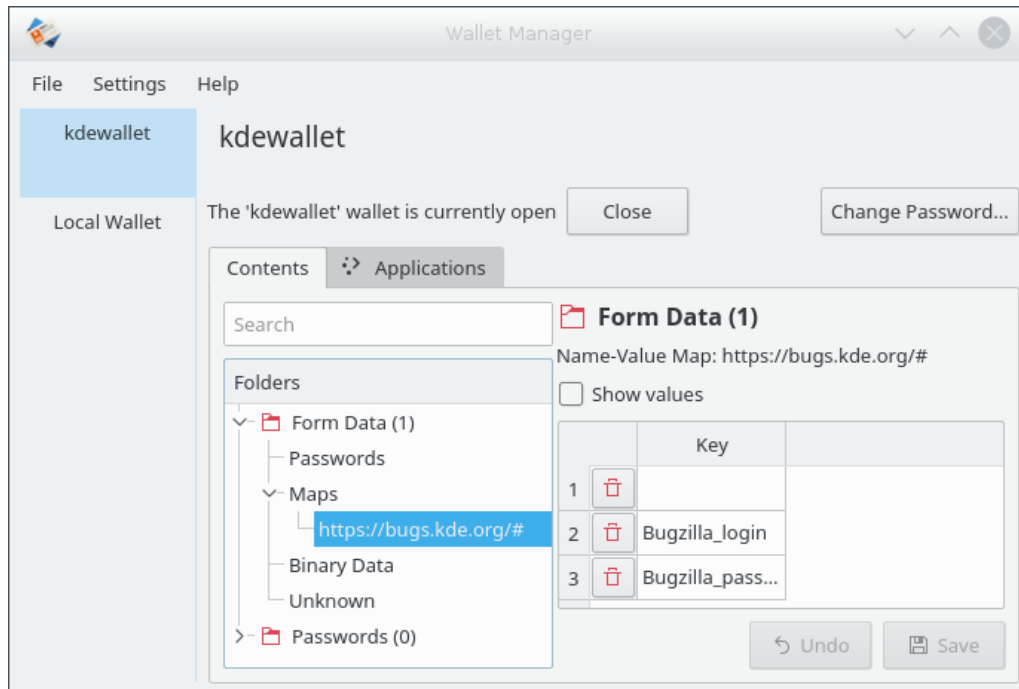 Wallet Manager
File Settings Help
kdewallet
Local Wallet
kdewallet
The 'kdewallet' wallet is currently open Close Change Password...
Contents Applications
Search
Folders
Form Data (1)
Passwords
Maps
https://bugs.kde.org/#
Binary Data
Unknown
Passwords (0)
Form Data (1)
Name-Value Map: https://bugs.kde.org/#
Show values
Key
1
2 Bugzilla_login
3 Bugzilla_pass...
Undo Save